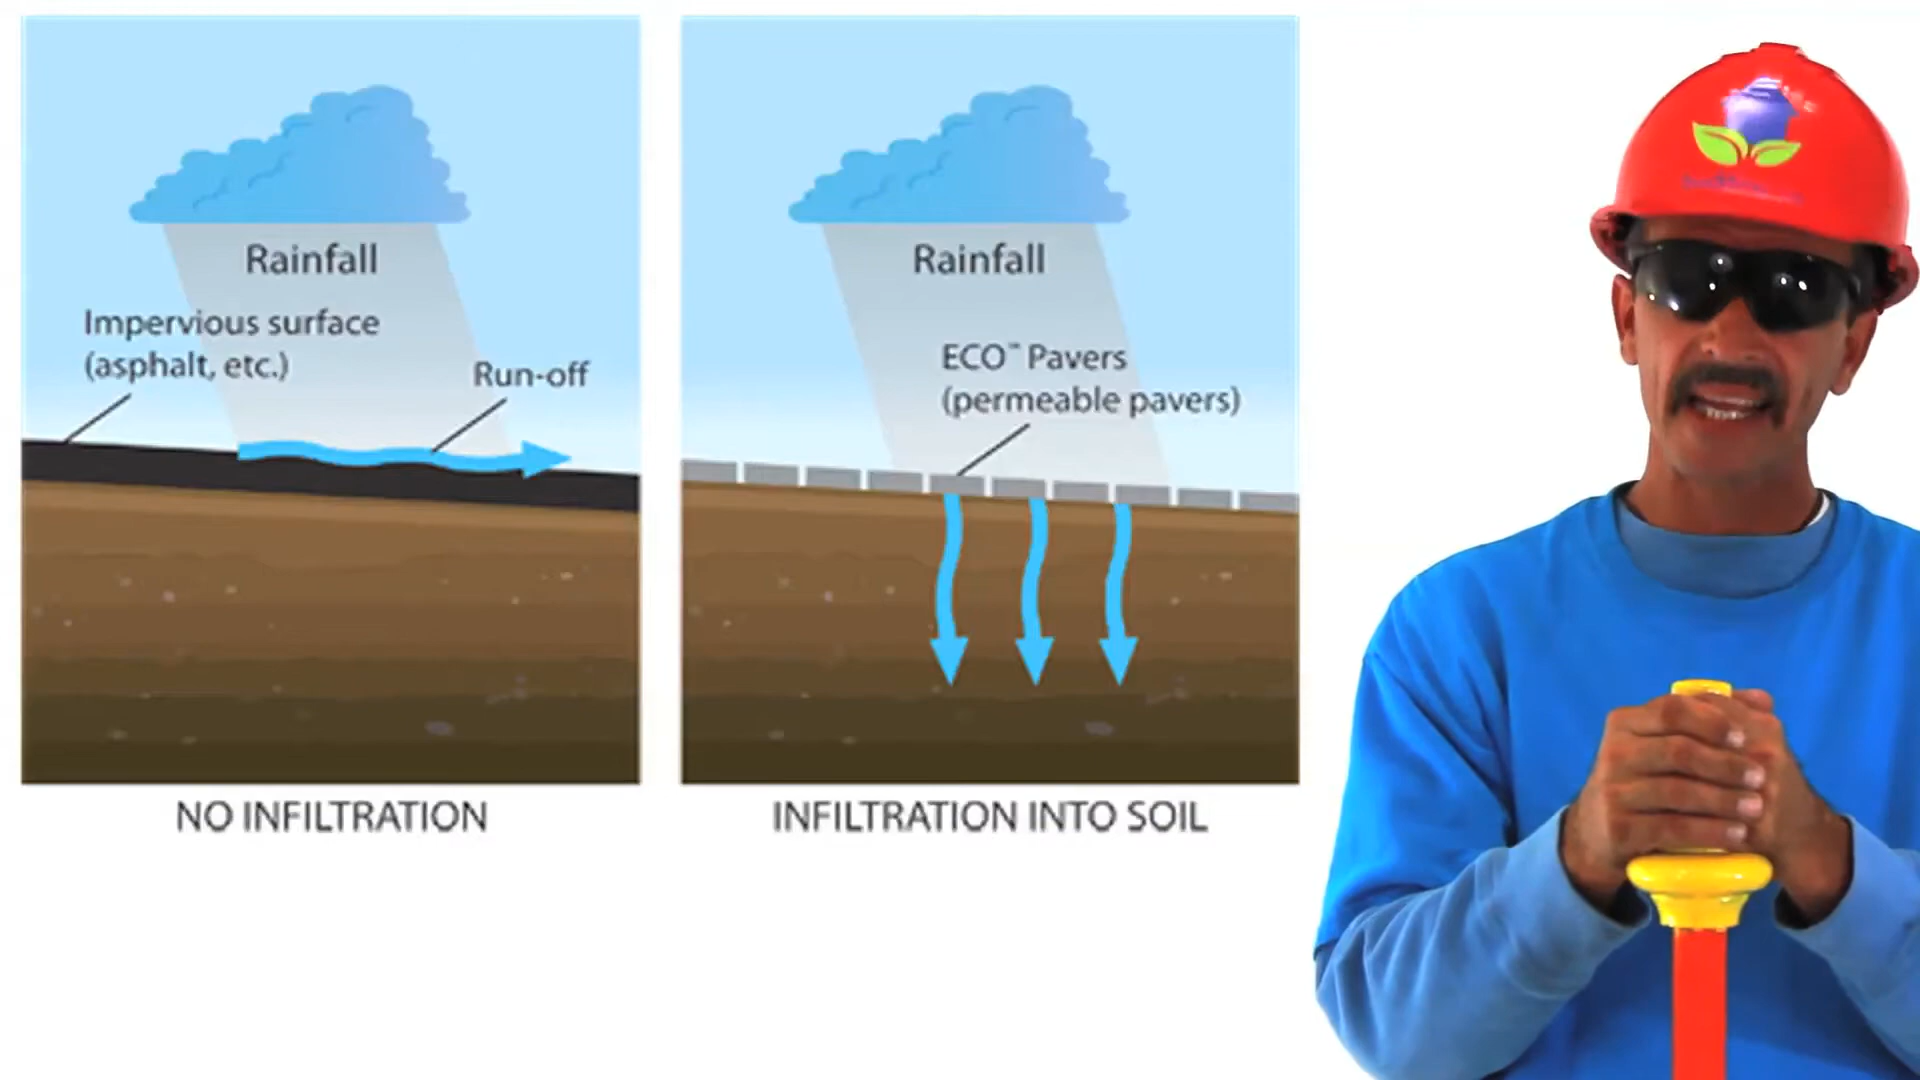 Rainfall
Impervious surface
(asphalt, etc.)
Run-off
NO INFILTRATION
Rainfall
ECO™ Pavers
(permeable pavers)
INFILTRATION INTO SOIL